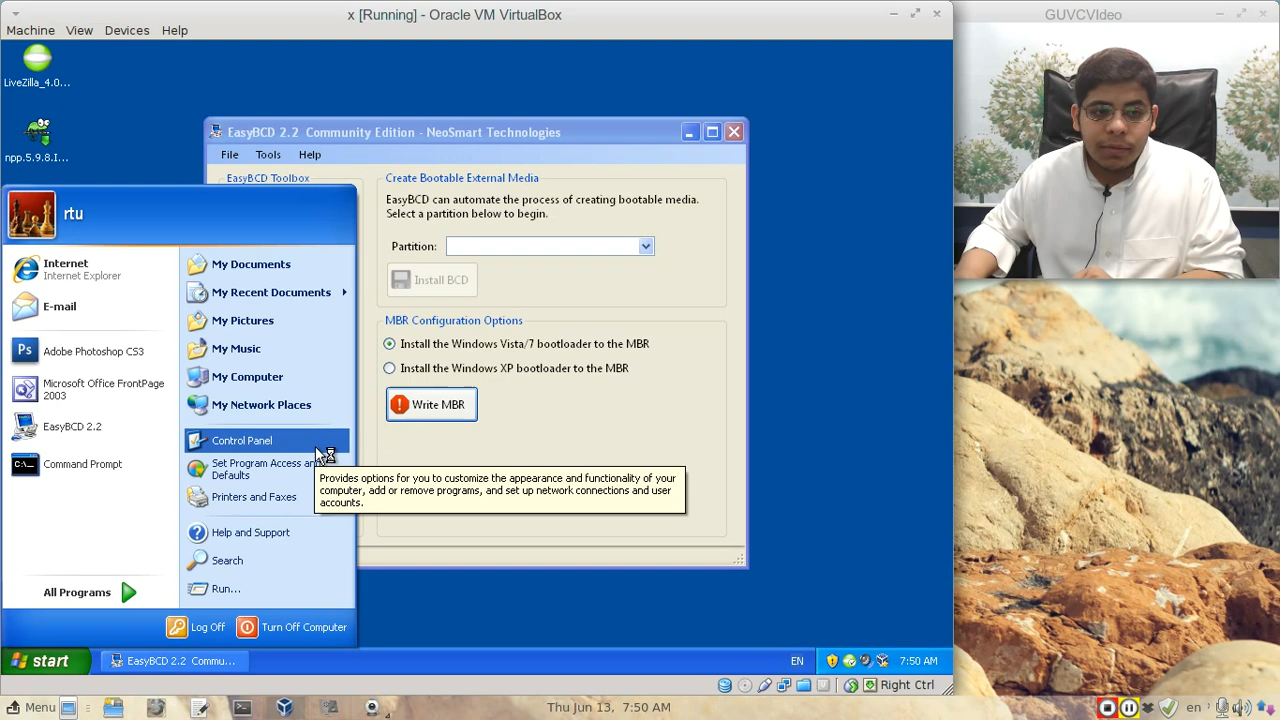 x [Running] - Oracle VM VirtualBox
GUVCVIdeo
Machine View Devices Help
LiveZilla_4.0...
npp.5.9.8.I...
EasyBCD 2.2 Community Edition - NeoSmart Technologies
File Tools Help
EasyBCD Toolbox
Create Bootable External Media
EasyBCD can automate the process of creating bootable media.
Select a partition below to begin.
Partition:
Install BCD
MBR Configuration Options
Install the Windows Vista/7 bootloader to the MBR
Install the Windows XP bootloader to the MBR
Write MBR
rtu
Internet
Internet Explorer
E-mail
Ps
Adobe Photoshop CS3
Microsoft Office FrontPage
2003
EasyBCD 2.2
C:\_
Command Prompt
All Programs
My Documents
My Recent Documents
My Pictures
My Music
My Computer
My Network Places
Control Panel
Set Program Access and
Defaults
Printers and Faxes
Help and Support
Search
Run...
Provides options for you to customize the appearance and functionality of your
computer, add or remove programs, and set up network connections and user
accounts.
Log Off Turn Off Computer
start EasyBCD 2.2 Commu... EN 7:50 AM
Right Ctrl
Menu Thu Jun 13, 7:50 AM en